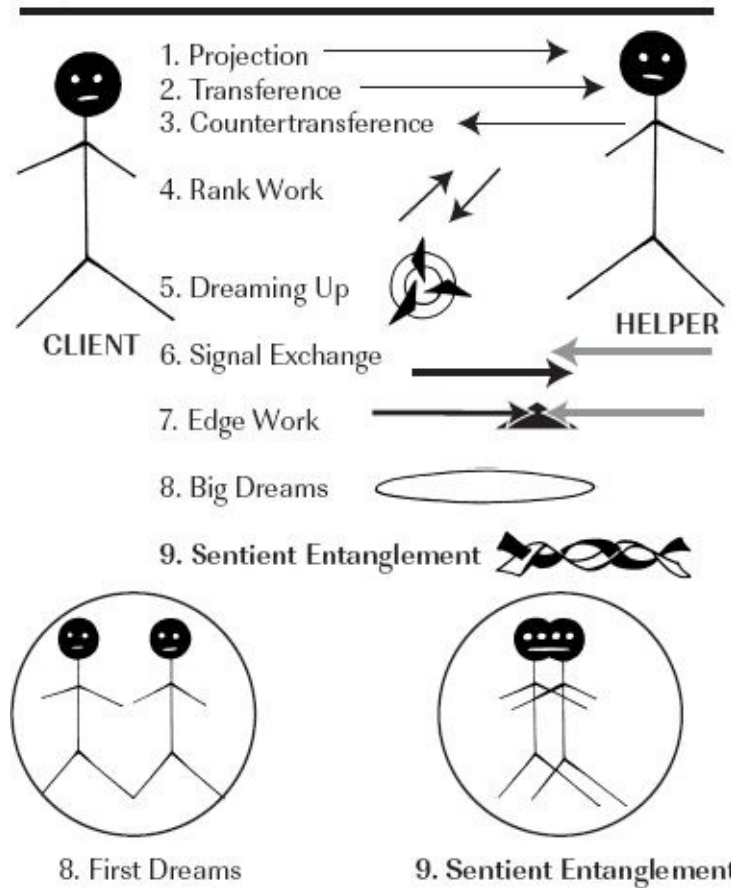 1. Projection
2. Transference
3. Countertransference
4. Rank Work
5. Dreaming Up
CLIENT
HELPER
6. Signal Exchange
7. Edge Work
8. Big Dreams
9. Sentient Entanglement
8. First Dreams
9. Sentient Entanglement